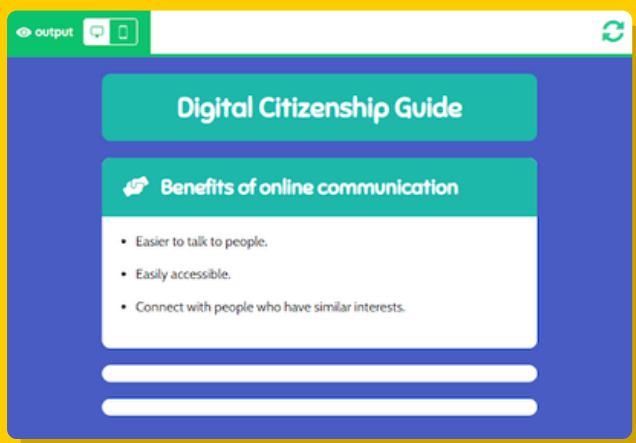 output
Digital Citizenship Guide
Benefits of online communication
• Easier to talk to people.
• Easily accessible.
• Connect with people who have similar interests.